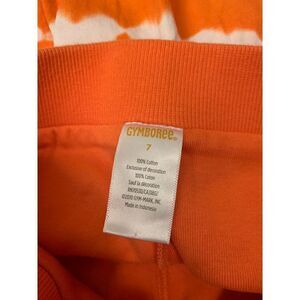 GYMBOREE®
7
100% Cotton
Exclusive of decoration
100% Coton
Sauf la décoration
©2010 GYM-MARK, INC.
Made in Indonesia